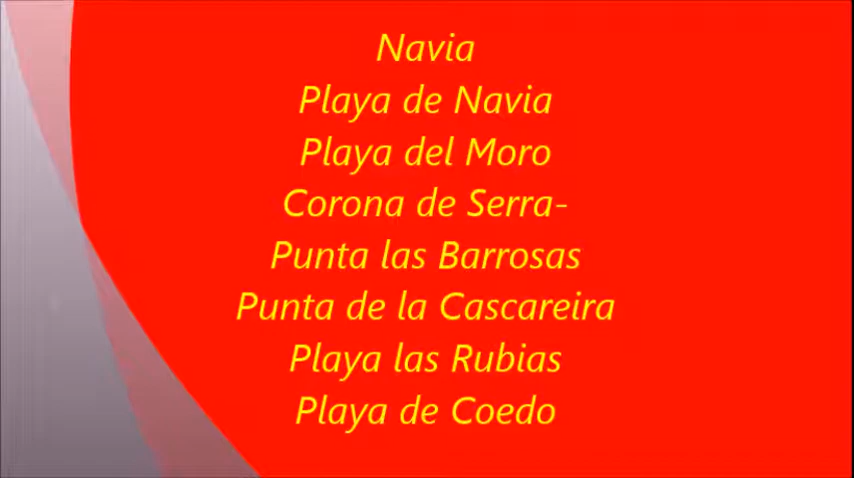 Navia
Playa de Navia
Playa del Moro
Corona de Serra-
Punta las Barrosas
Punta de la Cascareira
Playa las Rubias
Playa de Coedo